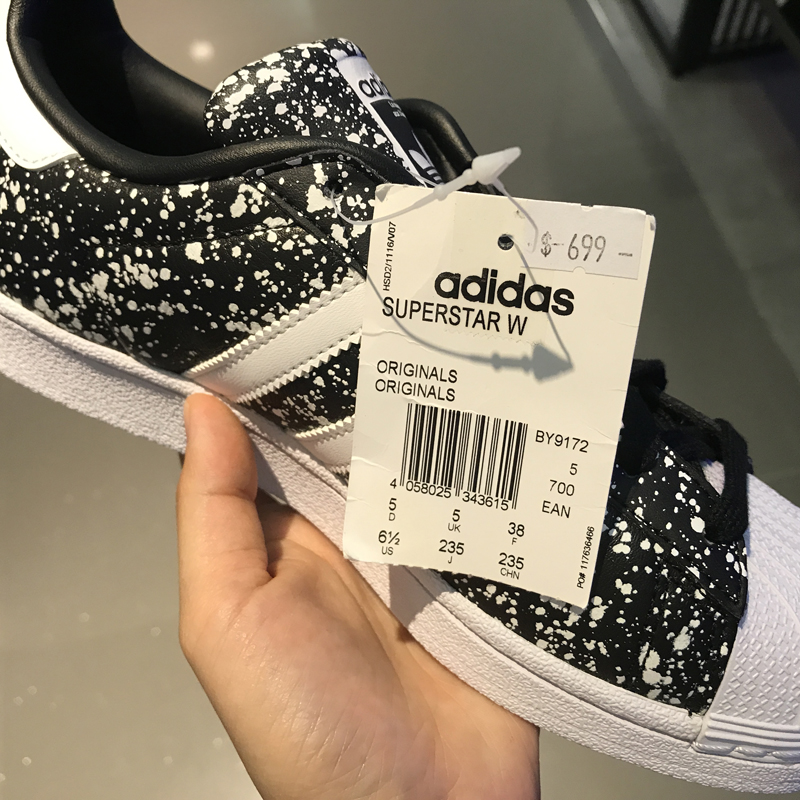 $- 699
adidas
SUPERSTAR W
HSD2/1116/V07
ORIGINALS
ORIGINALS
BY9172
5
700
EAN
4 058025 343615
5 5 38
D UK F
6½ 235 235
US J CHN
PO# 117636466